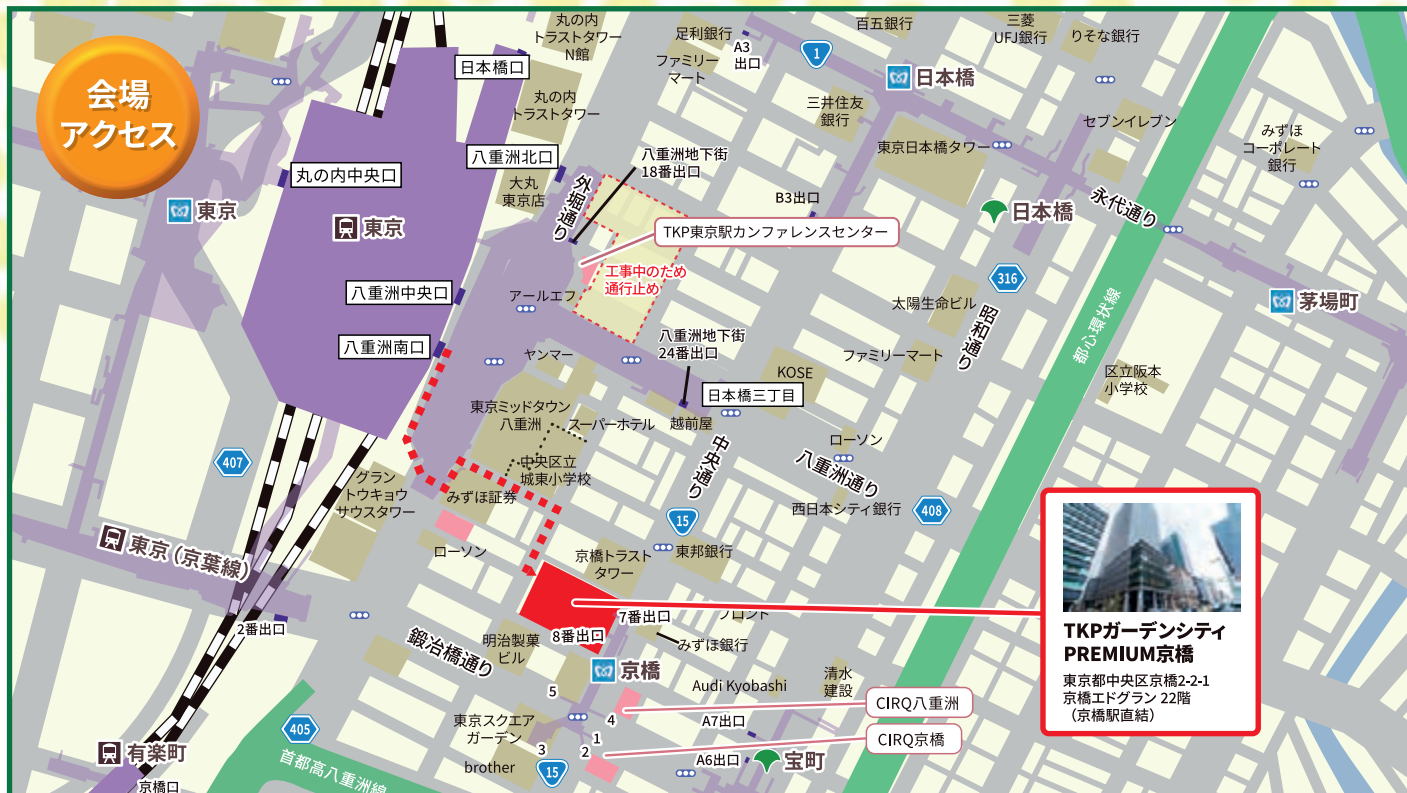 会場
アクセス
丸の内
トラストタワー
N館
足利銀行
A3
出口
ファミリー
マート
1
百五銀行
三菱
UFJ銀行
りそな銀行
日本橋
日本橋口
丸の内
トラストタワー
三井住友
銀行
セブンイレブン
みずほ
コーポレート
銀行
東京日本橋タワー
八重洲北口
八重洲地下街
18番出口
丸の内中央口
大丸
東京店
外堀通り
B3出口
日本橋
永代通り
東京
東京
TKP東京駅カンファレンスセンター
工事中のため
通行止め
316
八重洲中央口
アールエフ
太陽生命ビル
昭和通り
都心環状線
茅場町
八重洲南口
八重洲地下街
24番出口
ヤンマー
ファミリーマート
KOSE
区立阪本
小学校
日本橋三丁目
東京ミッドタウン
八重洲
スーパーホテル
越前屋
中央通り
ローソン
八重洲通り
407
中央区立
城東小学校
グラン
トウキョウ
サウスタワー
みずほ証券
西日本シティ銀行
408
15
東京(京葉線)
ローソン
京橋トラスト
タワー
東邦銀行
7番出口
フロント
2番出口
8番出口
みずほ銀行
鍛冶橋通り
明治製菓
ビル
京橋
TKPガーデンシティ
PREMIUM京橋
東京都中央区京橋2-2-1
京橋エドグラン 22階
(京橋駅直結)
5
Audi Kyobashi
清水
建設
CIRQ八重洲
405
東京スクエア
ガーデン
4
A7出口
1
CIRQ京橋
3
2
有楽町
首都高八重洲線
brother
15
A6出口
宝町
京橋口